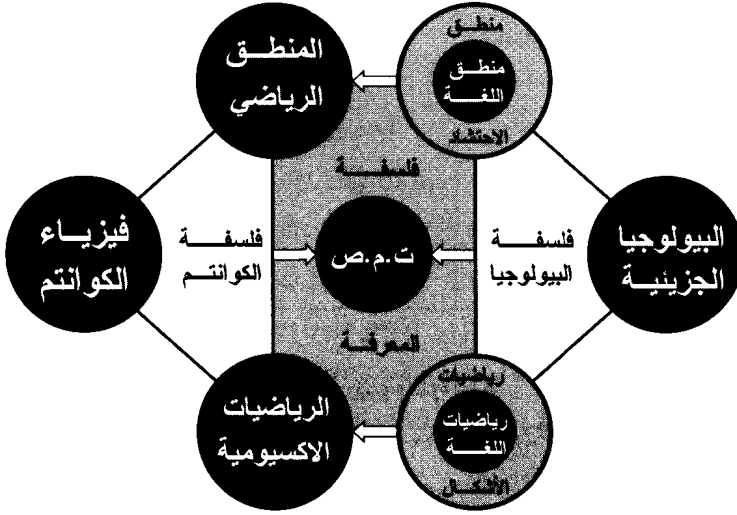 منطق
منطق
اللغة
الاحتشاد
المنطق
الرياضي
فلسفة
البيولوجيا
الجزيئية
فلسفة
البيولوجيا
ت.م.ص
فلسفة
الكوانتم
فيزياء
الكوانتم
المعرفة
رياضيات
رياضيات
اللغة
الأشكال
الرياضيات
الاكسيومية